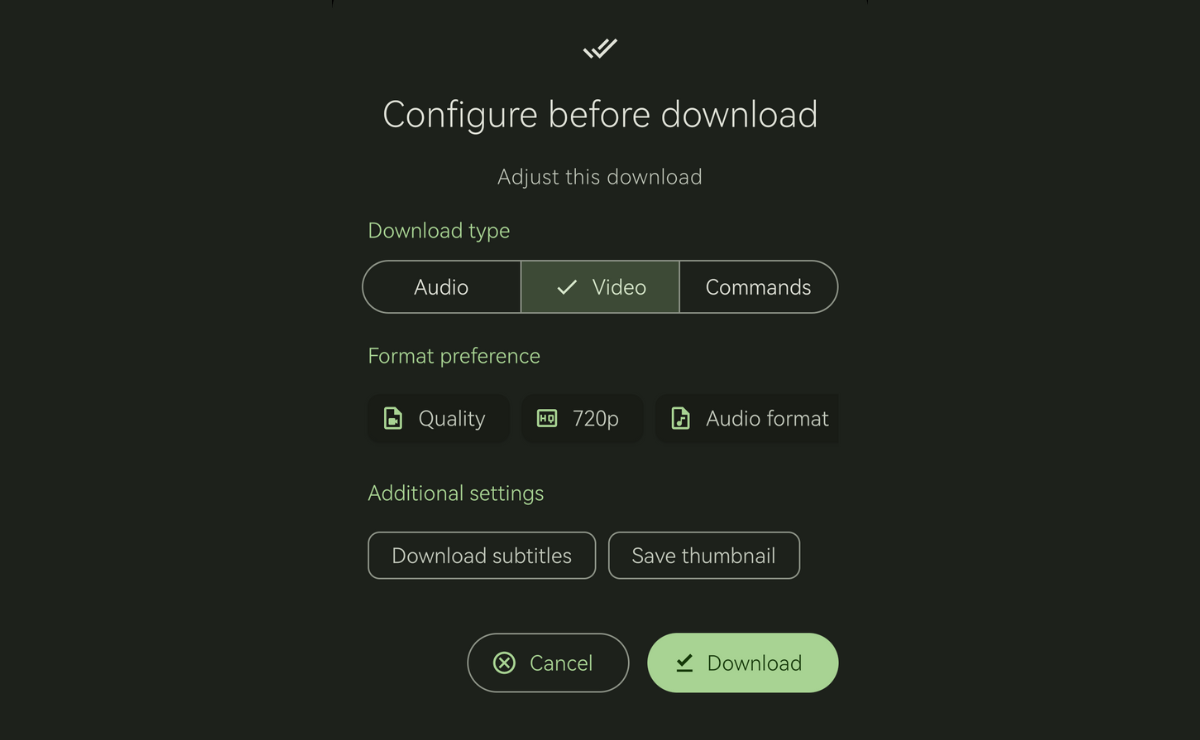 Configure before download
Adjust this download
Download type
Audio Video Commands
Format preference
Quality HQ 720p Audio format
Additional settings
Download subtitles Save thumbnail
Cancel Download